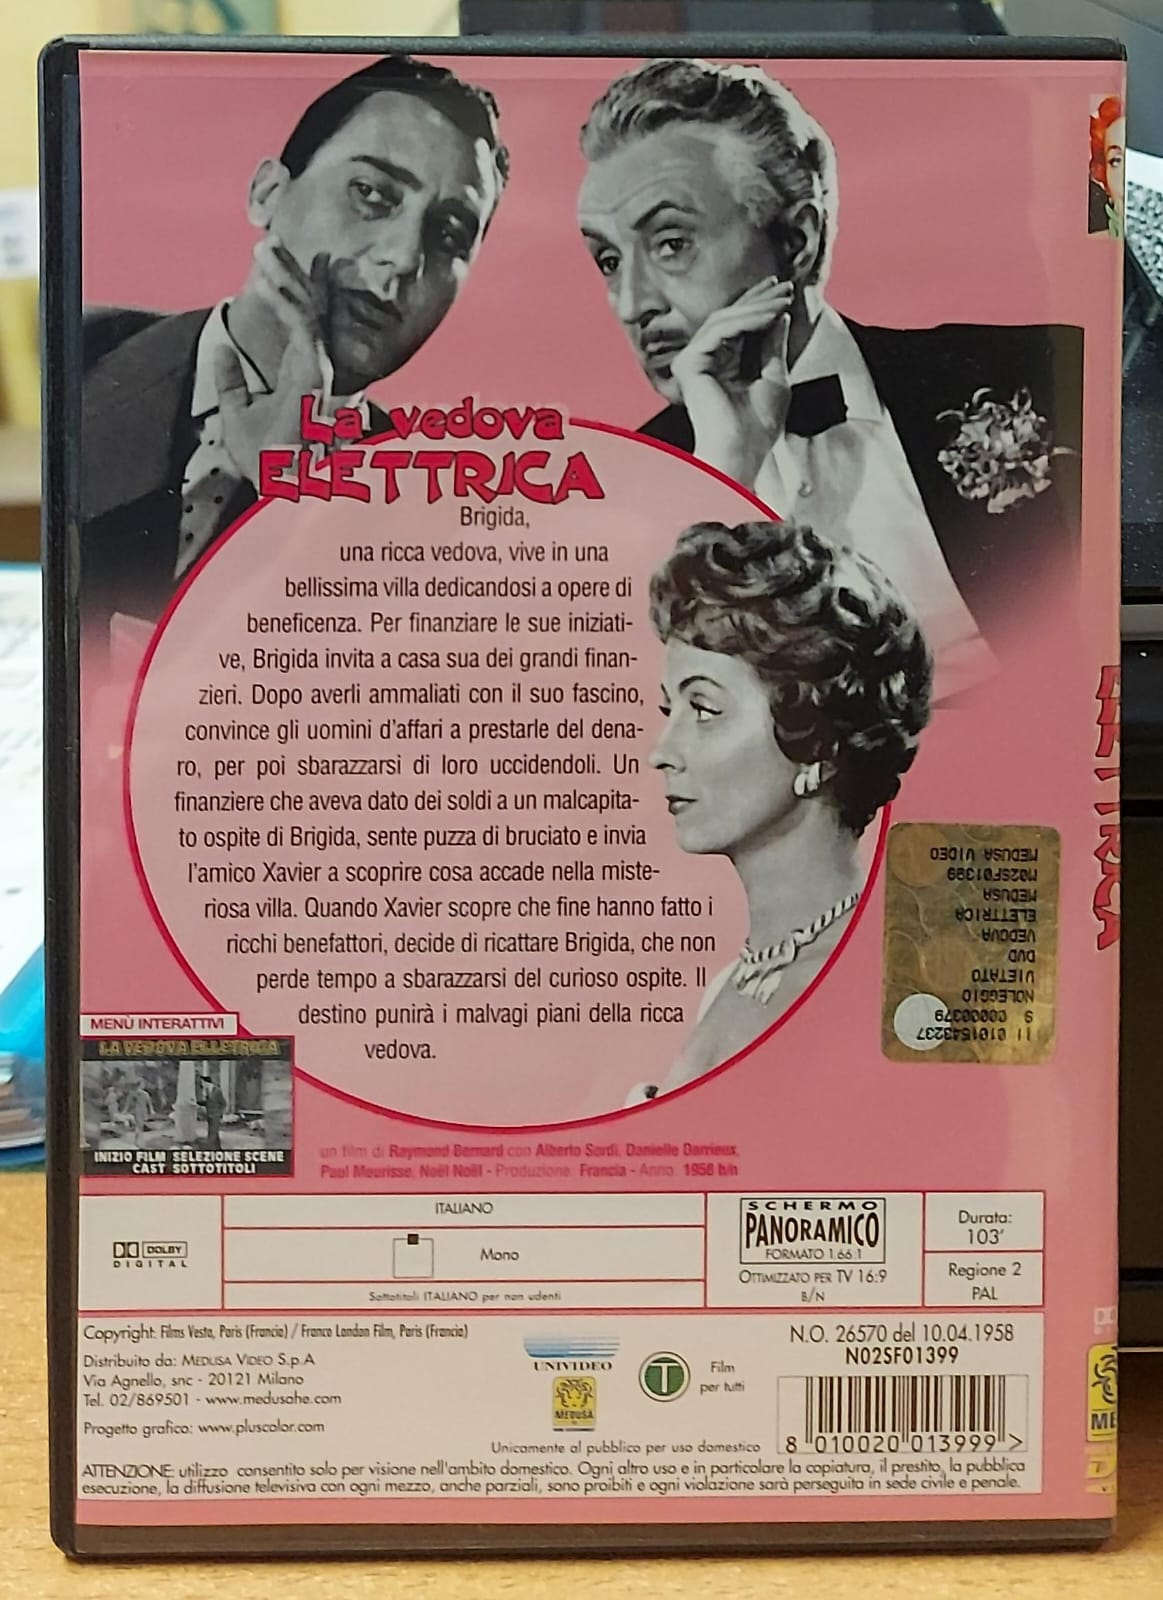 La vedova
ELETTRICA
Brigida,
una ricca vedova, vive in una
bellissima villa dedicandosi a opere di
beneficenza. Per finanziare le sue iniziati-
ve, Brigida invita a casa sua dei grandi finan-
zieri. Dopo averli ammaliati con il suo fascino,
convince gli uomini d'affari a prestarle del dena-
ro, per poi sbarazzarsi di loro uccidendoli. Un
finanziere che aveva dato dei soldi a un malcapita-
to ospite di Brigida, sente puzza di bruciato e invia
l'amico Xavier a scoprire cosa accade nella miste-
riosa villa. Quando Xavier scopre che fine hanno fatto i
ricchi benefattori, decide di ricattare Brigida, che non
perde tempo a sbarazzarsi del curioso ospite. Il
destino punirà i malvagi piani della ricca
vedova.
11 0101543237
S 00000379
NOLEGGIO
VIETATO
DVD
VEDOVA
ELETTRICA
MEDUSA
M02SF01399
MEDUSA VIDEO
MENÙ INTERATTIVI
LA VEDOVA ELETTRICA
INIZIO FILM SELEZIONE SCENE
CAST SOTTOTITOLI
un film di Raymond Bernard con Alberto Sordi, Danielle Darrieux,
Paul Meurisse, Noël Noël - Produzione: Francia - Anno: 1958 b/n
DOLBY
DIGITAL
ITALIANO
Mono
Sottotitoli ITALIANO per non udenti
SCHERMO
PANORAMICO
FORMATO 1.66:1
OTTIMIZZATO PER TV 16:9
B/N
Durata:
103'
Regione 2
PAL
Copyright: Films Vesta, Paris (Francia) / Franco London Film, Paris (Francia)
Distribuito da: MEDUSA VIDEO S.p.A
Via Agnello, snc - 20121 Milano
Tel. 02/869501 - www.medusahe.com
Progetto grafico: www.pluscolor.com
UNIVIDEO
MEDUSA
T
Film
per tutti
N.O. 26570 del 10.04.1958
N02SF01399
8 010020 013999 >
Unicamente al pubblico per uso domestico
ATTENZIONE: utilizzo consentito solo per visione nell'ambito domestico. Ogni altro uso e in particolare la copiatura, il prestito, la pubblica
esecuzione, la diffusione televisiva con ogni mezzo, anche parziali, sono proibiti e ogni violazione sarà perseguita in sede civile e penale.